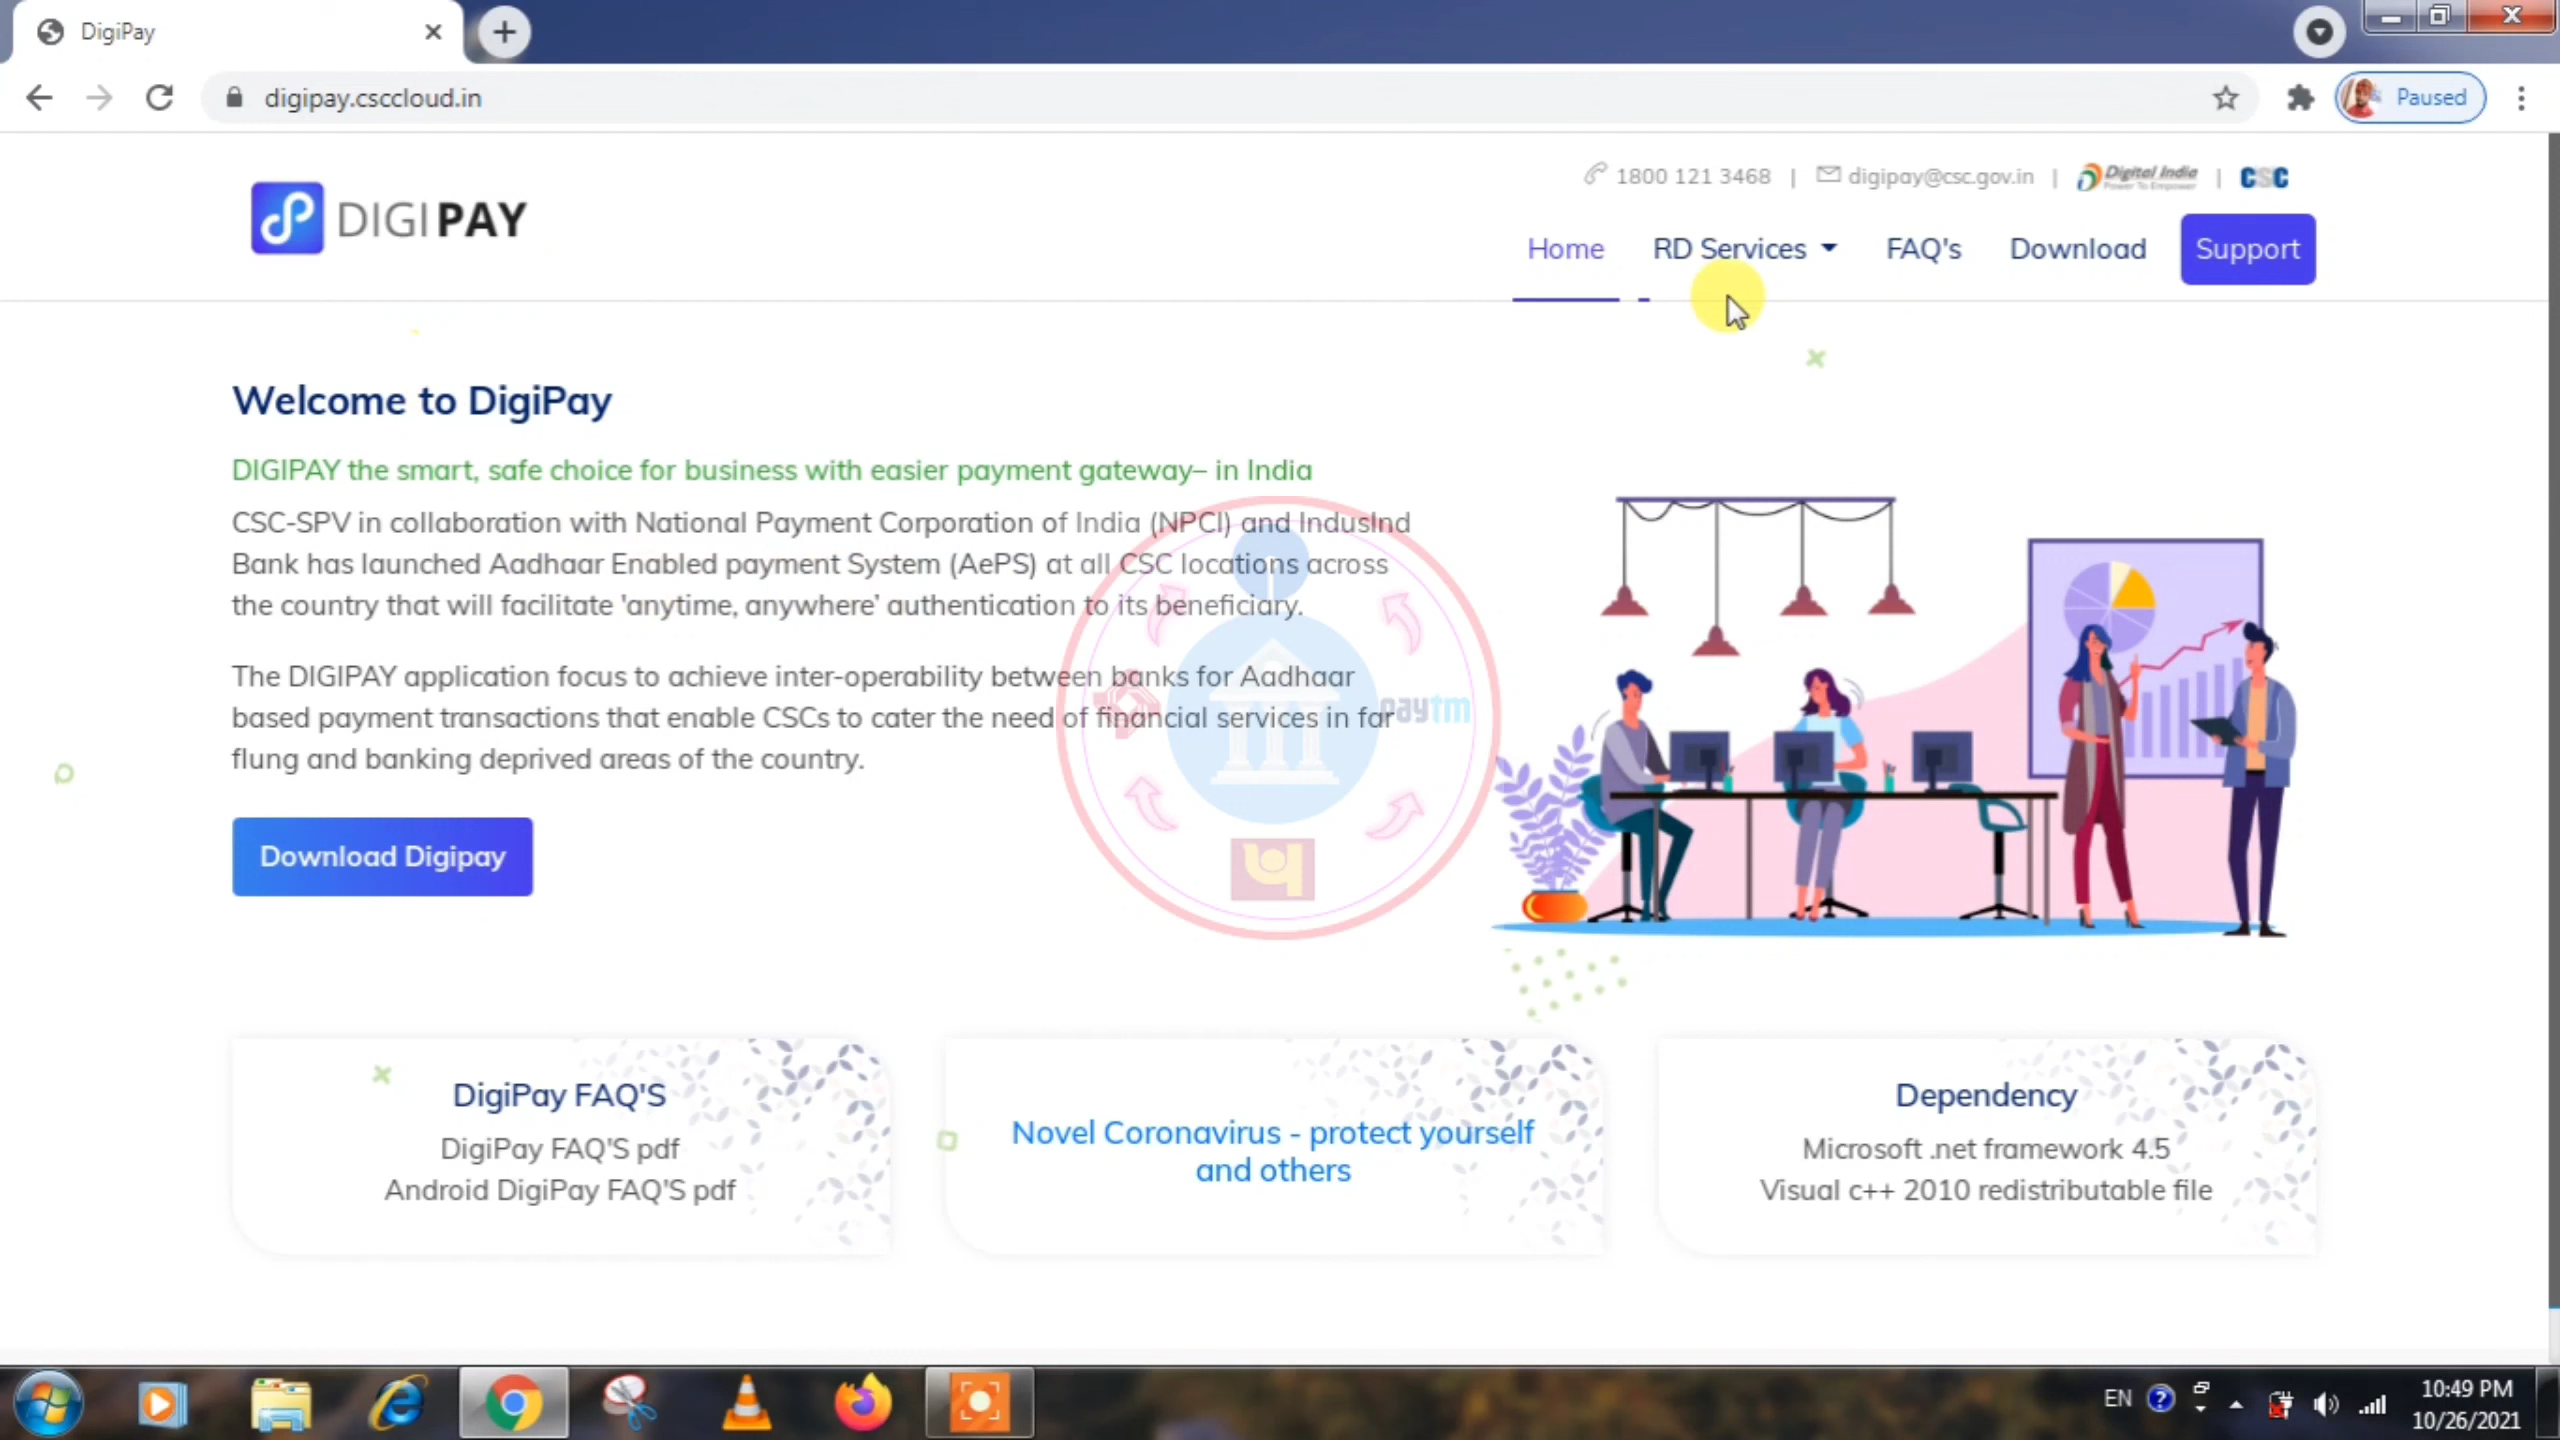 DigiPay
digipay.csccloud.in
Paused
1800 121 3468 | digipay@csc.gov.in | Digital India | CSC
Power To Empower
DIGIPAY
Home RD Services FAQ's Download Support
Welcome to DigiPay
DIGIPAY the smart, safe choice for business with easier payment gateway– in India
CSC-SPV in collaboration with National Payment Corporation of India (NPCI) and IndusInd
Bank has launched Aadhaar Enabled payment System (AePS) at all CSC locations across
the country that will facilitate 'anytime, anywhere' authentication to its beneficiary.
The DIGIPAY application focus to achieve inter-operability between banks for Aadhaar
based payment transactions that enable CSCs to cater the need of financial services in far
flung and banking deprived areas of the country.
paytm
Download Digipay
DigiPay FAQ'S
DigiPay FAQ'S pdf
Android DigiPay FAQ'S pdf
Novel Coronavirus - protect yourself
and others
Dependency
Microsoft .net framework 4.5
Visual c++ 2010 redistributable file
EN
10:49 PM
10/26/2021